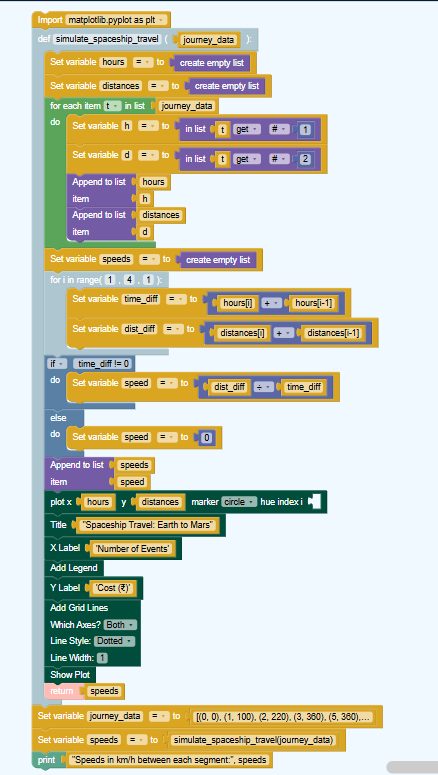 Import matplotlib.pyplot as plt
def simulate_spaceship_travel ( journey_data ):
Set variable hours = to create empty list
Set variable distances = to create empty list
for each item t in list journey_data
do Set variable h = to in list t get # 1
Set variable d = to in list t get # 2
Append to list hours
item h
Append to list distances
item d
Set variable speeds = to create empty list
for i in range( 1 , 4 , 1 ):
Set variable time_diff = to hours[i] + hours[i-1]
Set variable dist_diff = to distances[i] + distances[i-1]
if time_diff != 0
do Set variable speed = to dist_diff ÷ time_diff
else
do Set variable speed = to 0
Append to list speeds
item speed
plot x hours y distances marker circle hue index i
Title "Spaceship Travel: Earth to Mars"
X Label 'Number of Events'
Add Legend
Y Label 'Cost (₹)'
Add Grid Lines
Which Axes? Both
Line Style: Dotted
Line Width: 1
Show Plot
return speeds
Set variable journey_data = to [(0, 0), (1, 100), (2, 220), (3, 360), (5, 360),...
Set variable speeds = to simulate_spaceship_travel(journey_data)
print "Speeds in km/h between each segment:", speeds